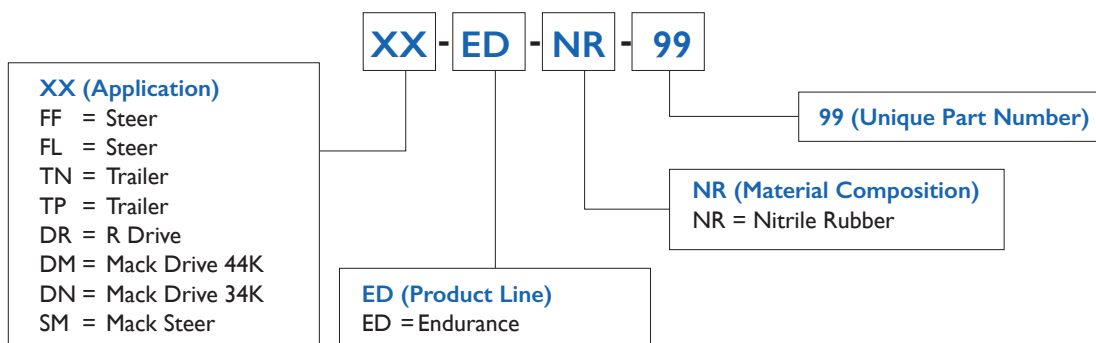 XX - ED - NR - 99
XX (Application)
FF = Steer
FL = Steer
TN = Trailer
TP = Trailer
DR = R Drive
DM = Mack Drive 44K
DN = Mack Drive 34K
SM = Mack Steer
ED (Product Line)
ED = Endurance
NR (Material Composition)
NR = Nitrile Rubber
99 (Unique Part Number)